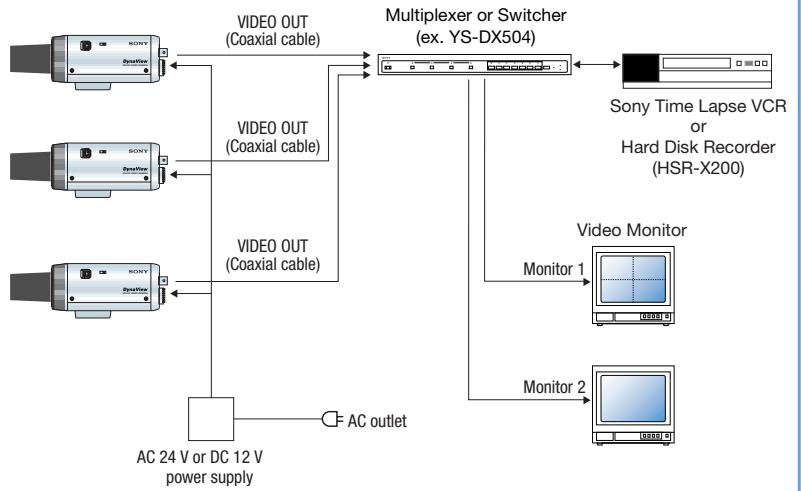 VIDEO OUT
(Coaxial cable)
Multiplexer or Switcher
(ex. YS-DX504)
SONY
DynaView
Sony Time Lapse VCR
or
Hard Disk Recorder
(HSR-X200)
VIDEO OUT
(Coaxial cable)
SONY
DynaView
VIDEO OUT
(Coaxial cable)
SONY
DynaView
Video Monitor
Monitor 1
Monitor 2
AC outlet
AC 24 V or DC 12 V
power supply